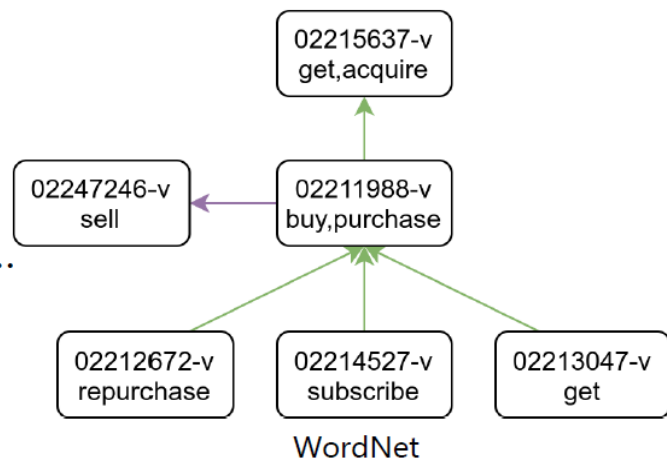 02215637-v
get,acquire
02247246-v
sell
02211988-v
buy,purchase
..
02212672-v
repurchase
02214527-v
subscribe
02213047-v
get
WordNet